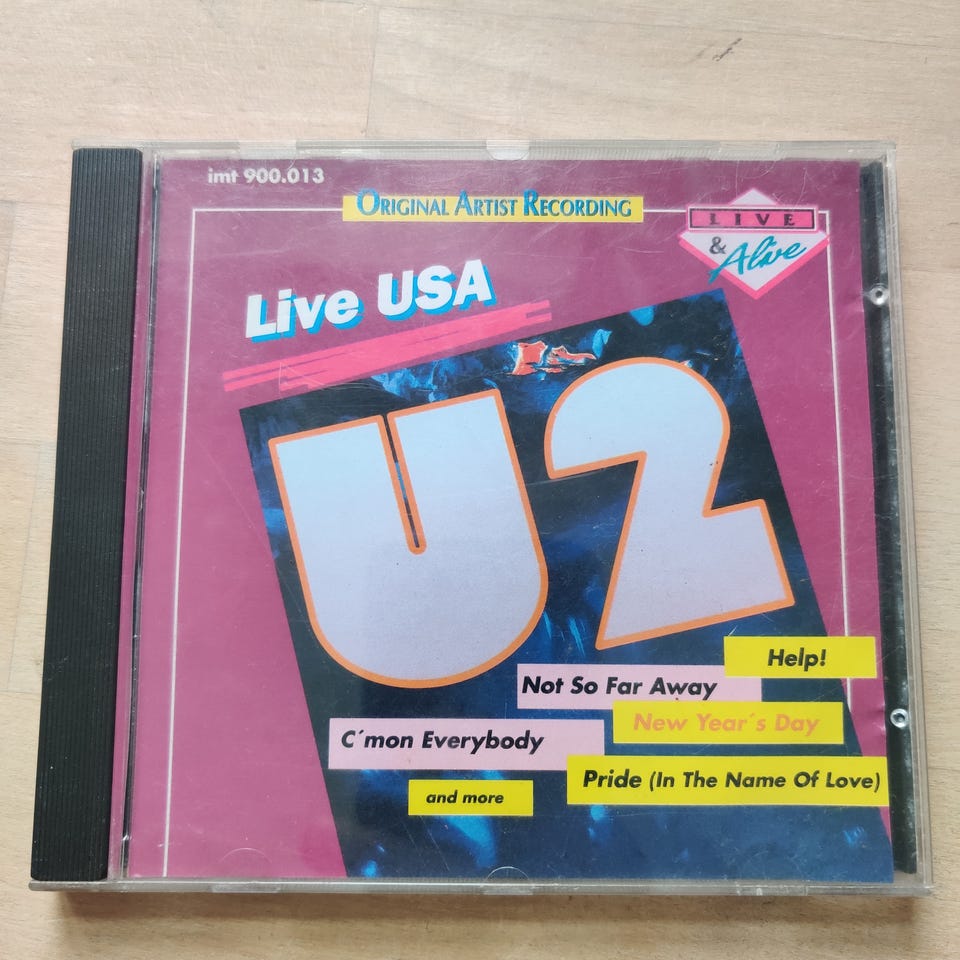 imt 900.013
ORIGINAL ARTIST RECORDING
LIVE
& Alive
Live USA
U2
Help!
Not So Far Away
New Year´s Day
C´mon Everybody
Pride (In The Name Of Love)
and more